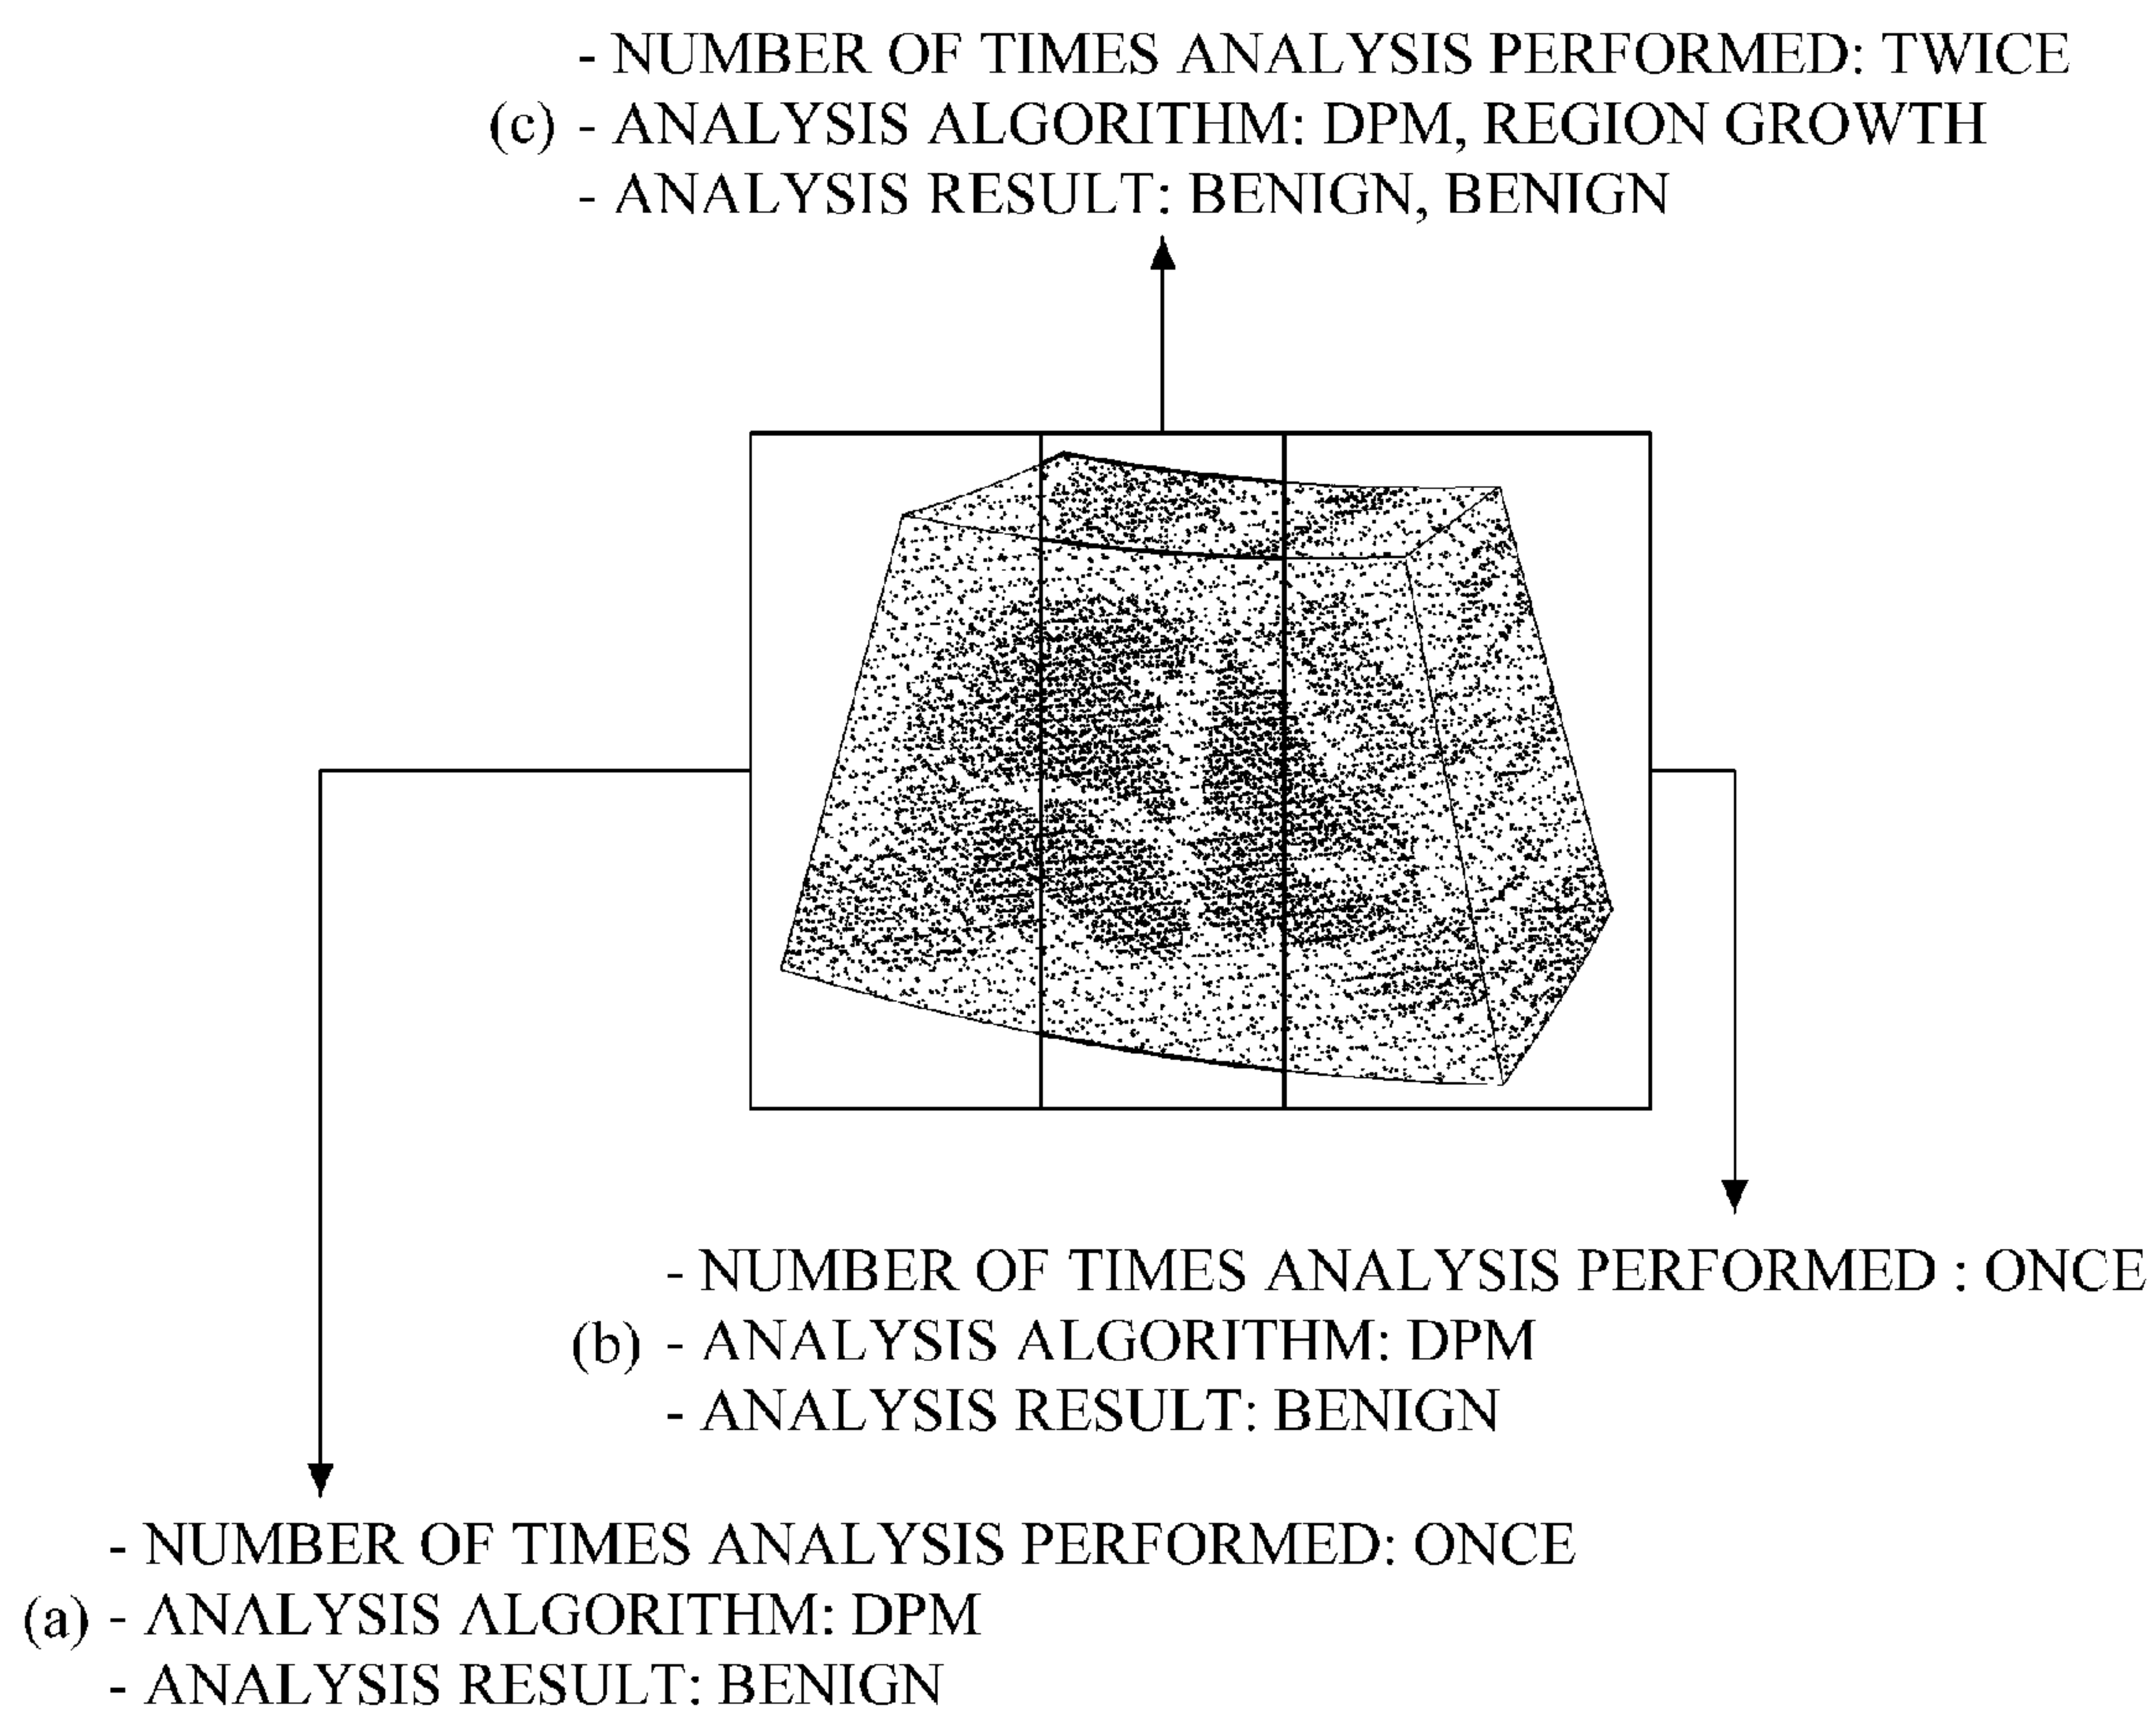 - NUMBER OF TIMES ANALYSIS PERFORMED: TWICE
(c) - ANALYSIS ALGORITHM: DPM, REGION GROWTH
- ANALYSIS RESULT: BENIGN, BENIGN
- NUMBER OF TIMES ANALYSIS PERFORMED : ONCE
(b) - ANALYSIS ALGORITHM: DPM
- ANALYSIS RESULT: BENIGN
- NUMBER OF TIMES ANALYSIS PERFORMED: ONCE
(a) - ANALYSIS ALGORITHM: DPM
- ANALYSIS RESULT: BENIGN